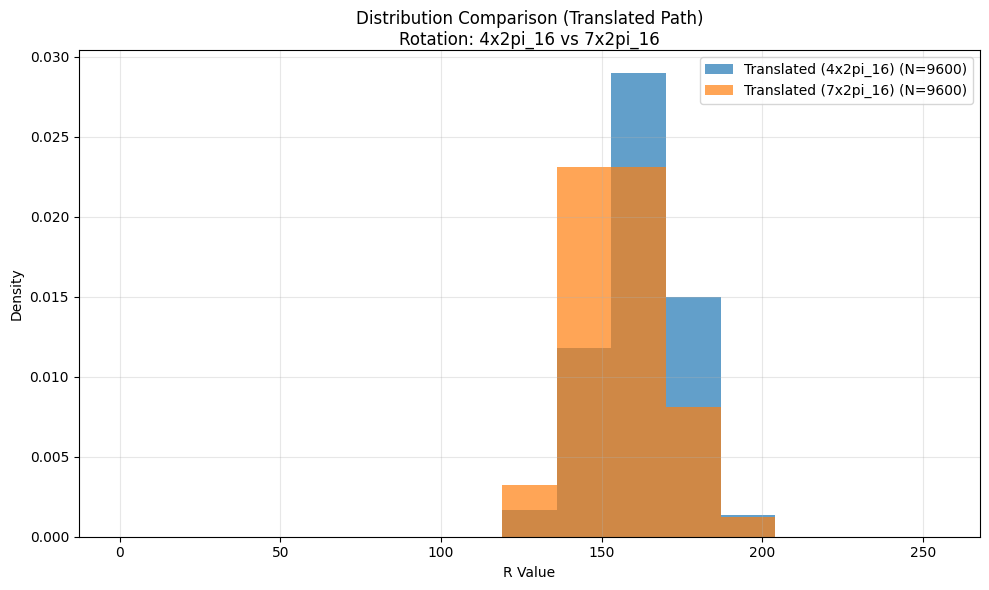 Distribution Comparison (Translated Path)
Rotation: 4x2pi_16 vs 7x2pi_16
Translated (4x2pi_16) (N=9600)
Translated (7x2pi_16) (N=9600)
Density
0.030
0.025
0.020
0.015
0.010
0.005
0.000
0 50 100 150 200 250
R Value